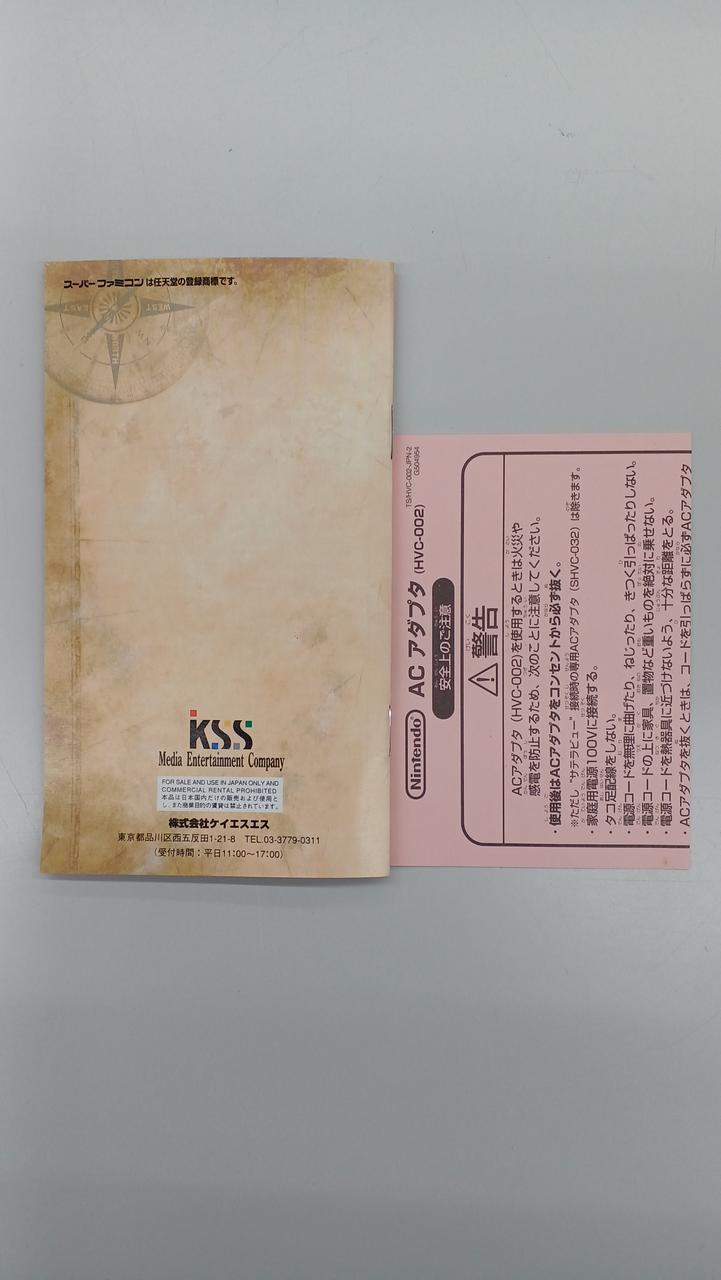 スーパーファミコンは任天堂の登録商標です。
EAST
WEST
NW
KSS
Media Entertainment Company
FOR SALE AND USE IN JAPAN ONLY AND
COMMERCIAL RENTAL PROHIBITED
本品は日本国内だけの販売および使用と
し、また商業目的の賃貸は禁止されています。
株式会社ケイエスエス
東京都品川区西五反田1-21-8 TEL.03-3779-0311
(受付時間:平日11:00〜17:00)
TS/HVC-002-JPN-2
G504954
Nintendo ACアダプタ (HVC-002)
安全上のご注意
警告
ACアダプタ (HVC-002)を使用するときは火災や
感電を防止するため、次のことに注意してください。
・使用後はACアダプタをコンセントから必ず抜く。
※ただし"サテラビュー"接続時の専用ACアダプタ (SHVC-032) は除きます。
・家庭用電源100Vに接続する。
・タコ足配線をしない。
・電源コードを無理に曲げたり、ねじったり、きつく引っぱったりしない。
・電源コードの上に家具、置物など重いものを絶対に乗せない。
・電源コードを熱器具に近づけないよう、十分な距離をとる。
・ACアダプタを抜くときは、コードを引っぱらずに必ずACアダプタ